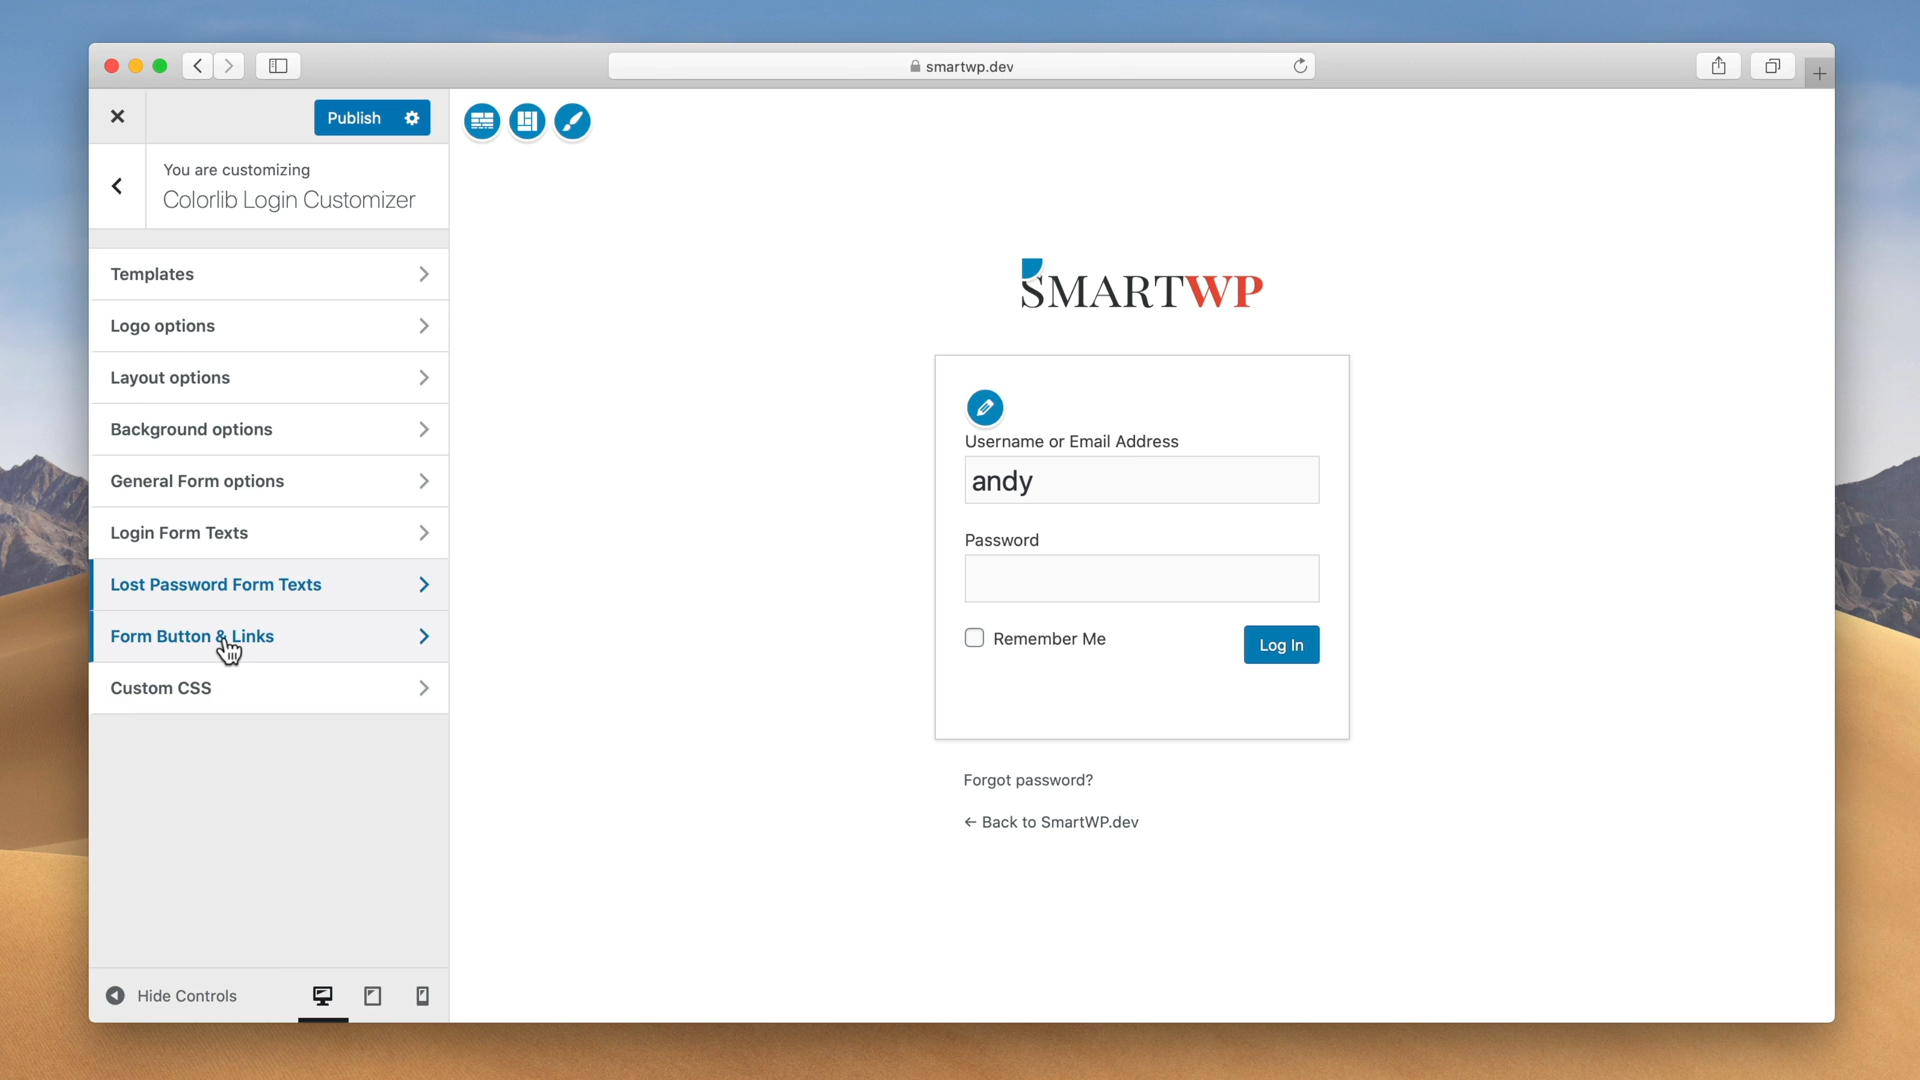 smartwp.dev
Publish
You are customizing
Colorlib Login Customizer
Templates
Logo options
Layout options
Background options
General Form options
Login Form Texts
Lost Password Form Texts
Form Button & Links
Custom CSS
Hide Controls
SMARTWP
Username or Email Address
andy
Password
Remember Me
Log In
Forgot password?
← Back to SmartWP.dev